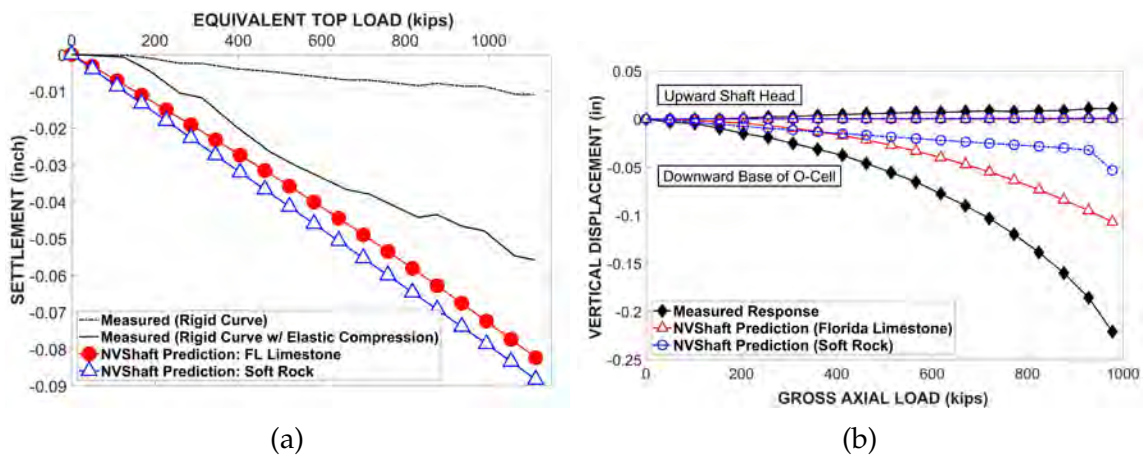 EQUIVALENT TOP LOAD (kips)
0 200 400 600 800 1000
-0.01
-0.02
-0.03
-0.04
-0.05
-0.06
-0.07
-0.08
-0.09
SETTLEMENT (inch)
Measured (Rigid Curve)
Measured (Rigid Curve w/ Elastic Compression)
NVShaft Prediction: FL Limestone
NVShaft Prediction: Soft Rock
(a)
0.05
0
-0.05
-0.1
-0.15
-0.2
-0.25
VERTICAL DISPLACEMENT (in)
Upward Shaft Head
Downward Base of O-Cell
Measured Response
NVShaft Prediction (Florida Limestone)
NVShaft Prediction (Soft Rock)
0 200 400 600 800 1000
GROSS AXIAL LOAD (kips)
(b)